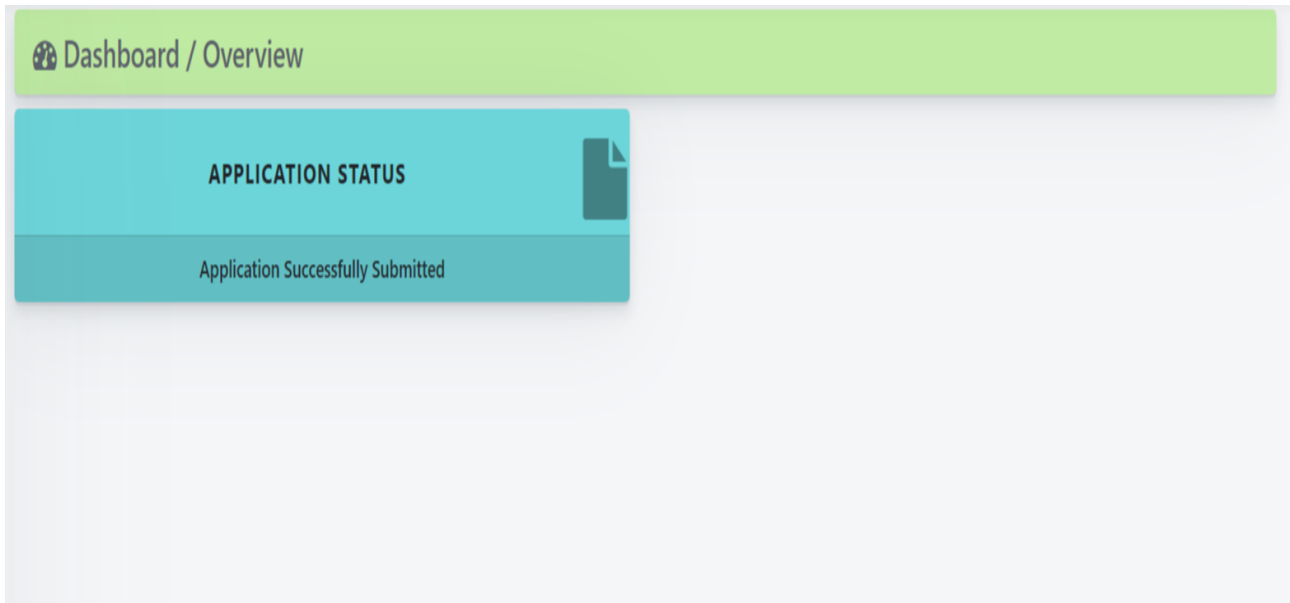 Dashboard / Overview
APPLICATION STATUS
Application Successfully Submitted